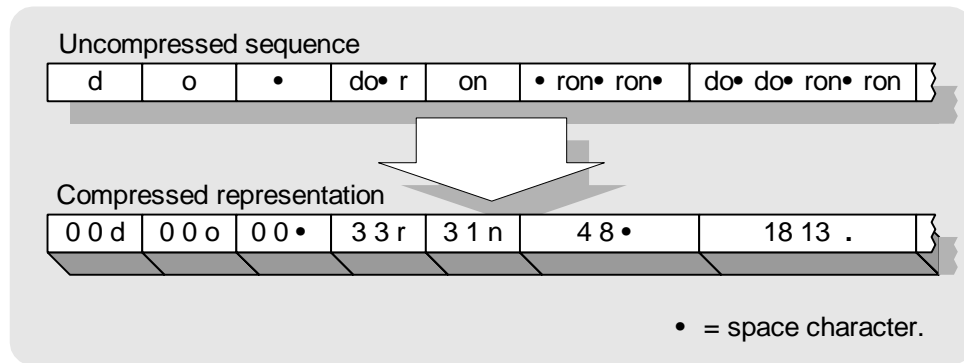 Uncompressed sequence
d o • do• r on • ron• ron• do• do• ron• ron
Compressed representation
0 0 d 0 0 o 0 0 • 3 3 r 3 1 n 4 8 • 18 13 .
• = space character.